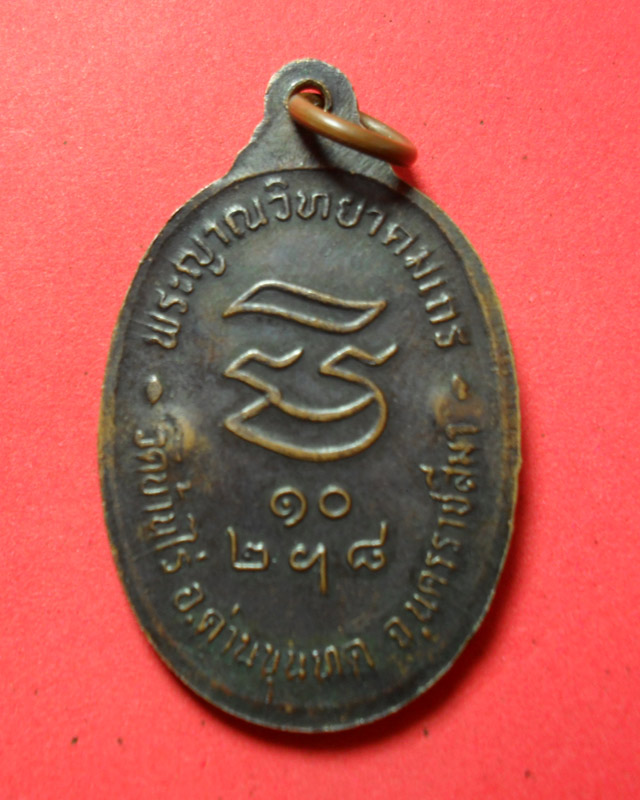 พระญาณวิทยาคมเถร
๑๐
๒๙๘
วัดบ้านไร่ อ.ด่านขุนทด จ.นครราชสีมา